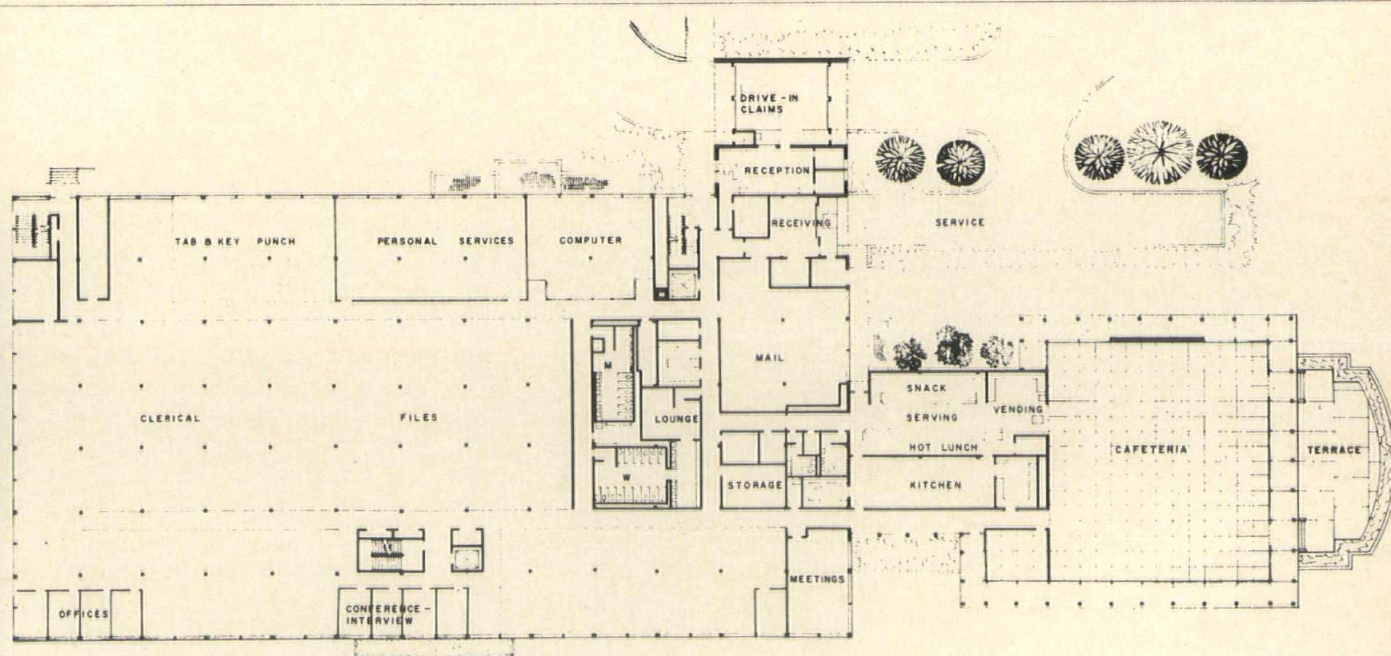 DRIVE-IN
CLAIMS
RECEPTION
RECEIVING
SERVICE
TAB & KEY PUNCH
PERSONAL SERVICES
COMPUTER
MAIL
M
LOUNGE
CLERICAL
FILES
SNACK
SERVING
VENDING
HOT LUNCH
CAFETERIA
TERRACE
W
STORAGE
KITCHEN
MEETINGS
OFFICES
CONFERENCE-
INTERVIEW